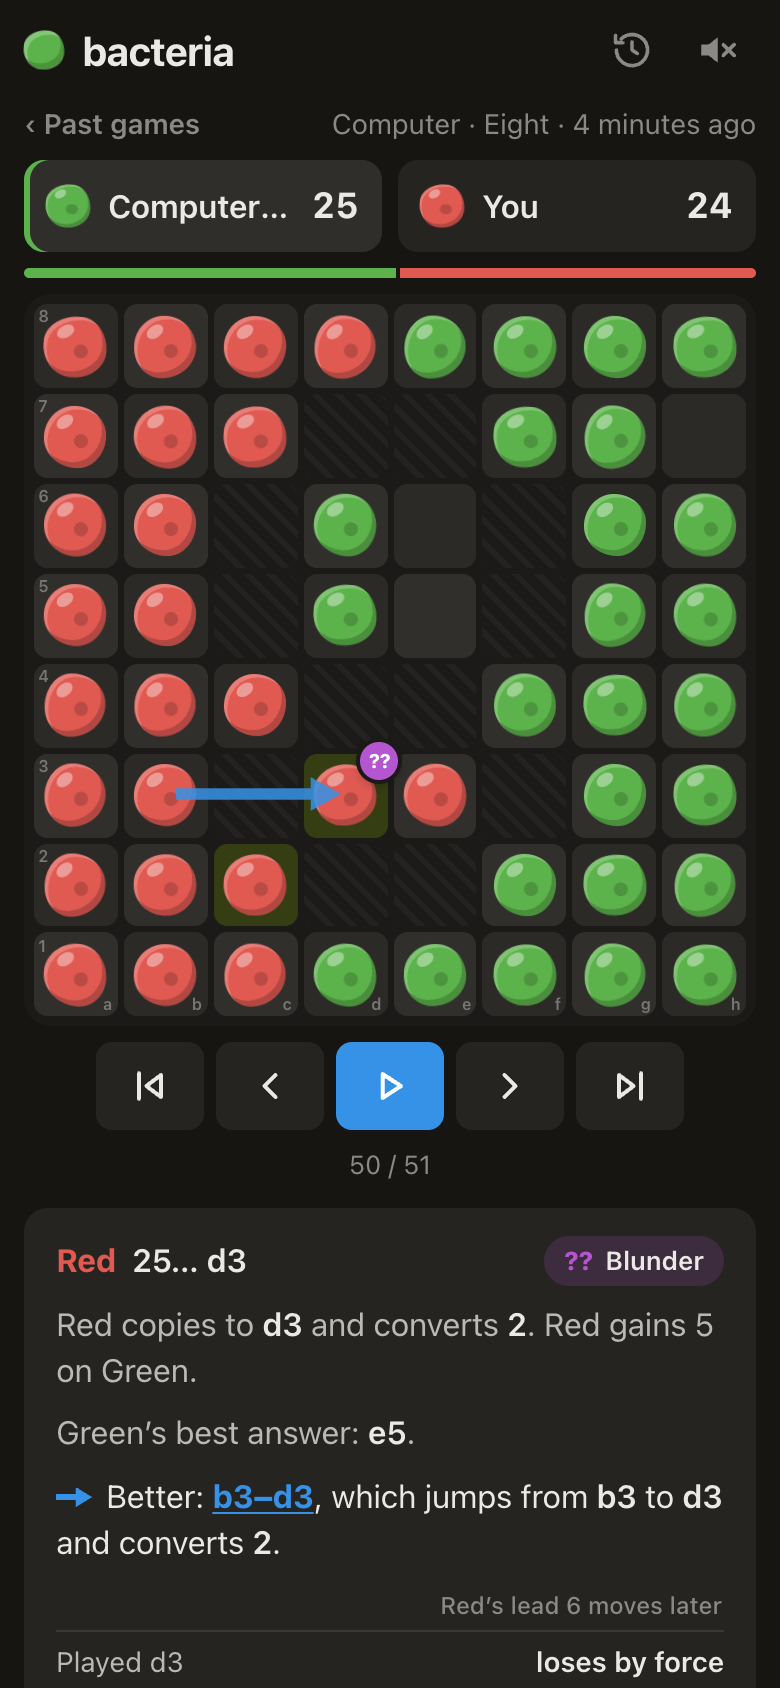 bacteria
‹ Past games
Computer · Eight · 4 minutes ago
Computer... 25
You 24
8
7
6
5
4
3
??
2
1
a b c d e f g h
50 / 51
Red 25... d3
?? Blunder
Red copies to d3 and converts 2. Red gains 5
on Green.
Green’s best answer: e5.
Better: b3–d3, which jumps from b3 to d3
and converts 2.
Red’s lead 6 moves later
Played d3 loses by force